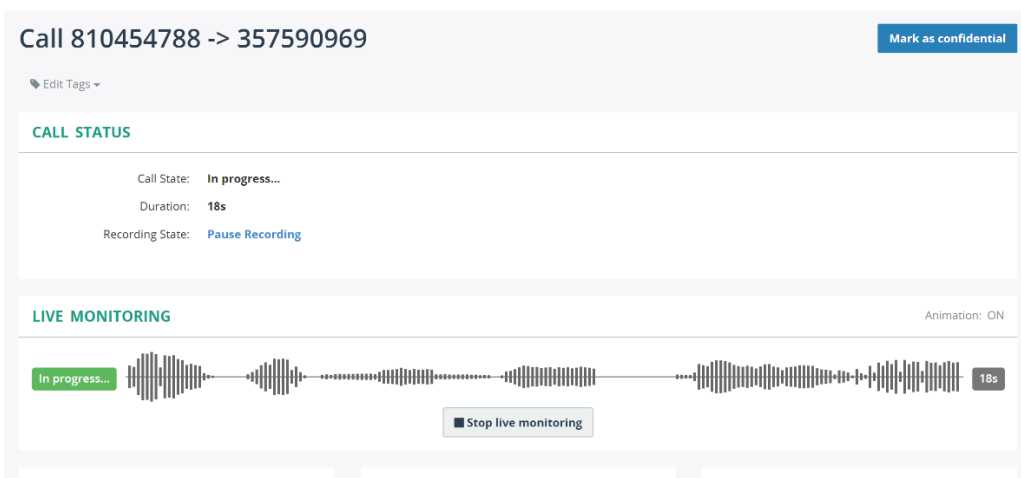 Call 810454788 -> 357590969
Mark as confidential
Edit Tags
CALL STATUS
Call State: In progress...
Duration: 18s
Recording State: Pause Recording
LIVE MONITORING
Animation: ON
In progress...
18s
Stop live monitoring